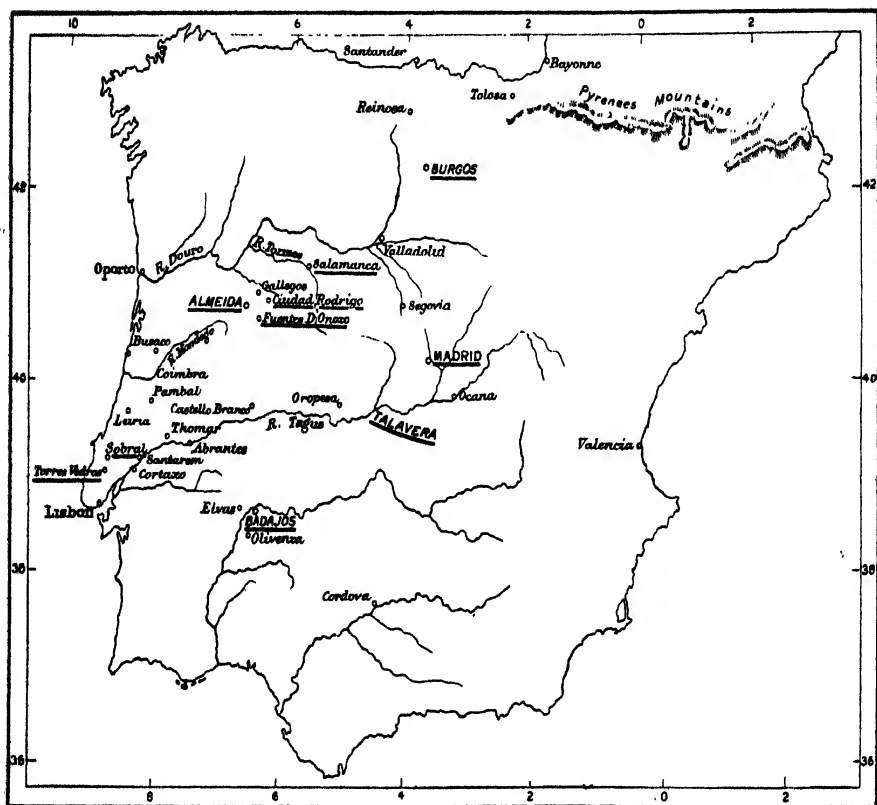 10 8 6 4 2 0 2
Santander
Bayonne
Tolosa
Pyrenees Mountains
Reinosa
42 BURGOS 42
R. Douro
R. Tormes
Valladolid
Oporto
Salamanca
Gallegos
ALMEIDA
Ciudad Rodrigo
Segovia
Fuentes D'Onoxo
Busaco
R. Mondego
MADRID
40 Coimbra 40
Pambal
Oropesa
Ocana
Leiria
Castello Branco
Thomar
R. Tagus
TALAVERA
Sobral
Abrantes
Valencia
Santarem
Torres Vedras
Cortaxo
Lisbon
Elvas
BADAJOS
Olivenza
38 38
Cordova
36 36
8 6 4 2 0 2